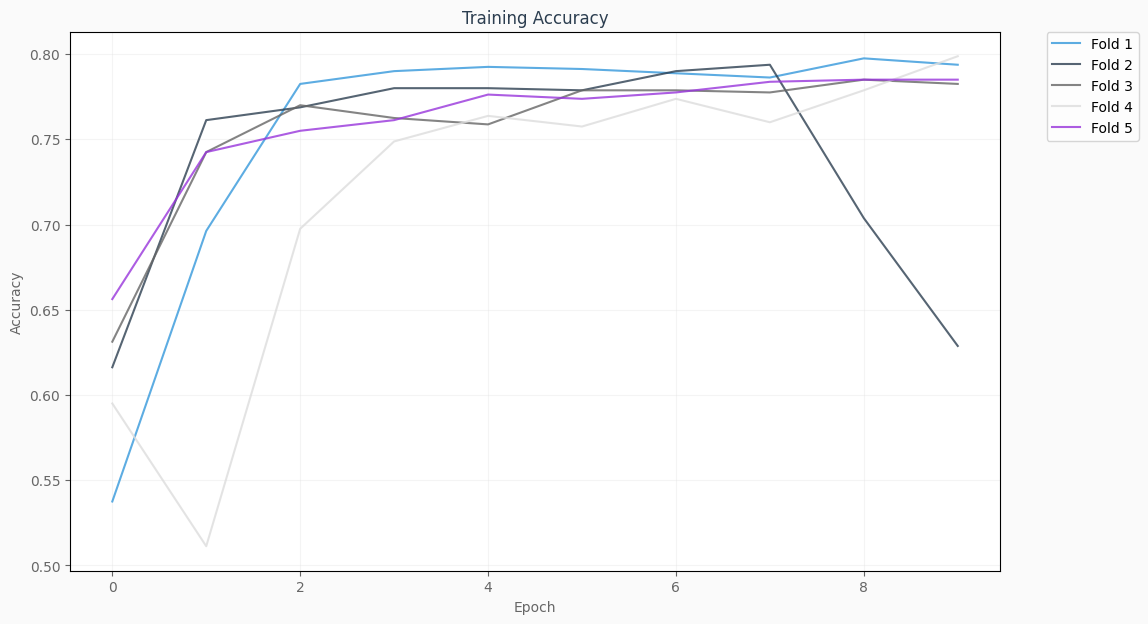 Training Accuracy
Fold 1
Fold 2
Fold 3
Fold 4
Fold 5
0.80
0.75
0.70
0.65
0.60
0.55
0.50
Accuracy
0 2 4 6 8
Epoch